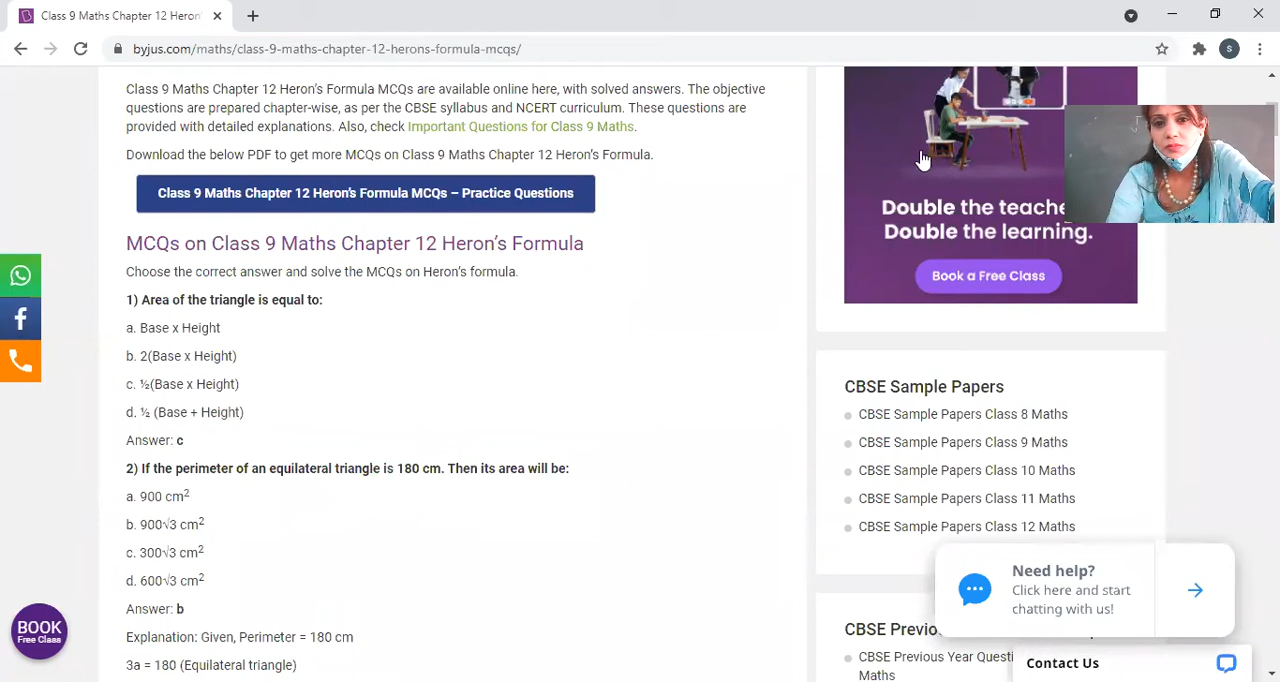 Class 9 Maths Chapter 12 Heron
byjus.com/maths/class-9-maths-chapter-12-herons-formula-mcqs/
S
Class 9 Maths Chapter 12 Heron's Formula MCQs are available online here, with solved answers. The objective
questions are prepared chapter-wise, as per the CBSE syllabus and NCERT curriculum. These questions are
provided with detailed explanations. Also, check Important Questions for Class 9 Maths.
Download the below PDF to get more MCQs on Class 9 Maths Chapter 12 Heron's Formula.
Class 9 Maths Chapter 12 Heron's Formula MCQs – Practice Questions
MCQs on Class 9 Maths Chapter 12 Heron's Formula
Choose the correct answer and solve the MCQs on Heron's formula.
1) Area of the triangle is equal to:
a. Base x Height
b. 2(Base x Height)
c. ½(Base x Height)
d. ½ (Base + Height)
Answer: c
2) If the perimeter of an equilateral triangle is 180 cm. Then its area will be:
a. 900 cm²
b. 900√3 cm²
c. 300√3 cm²
d. 600√3 cm²
Answer: b
Explanation: Given, Perimeter = 180 cm
3a = 180 (Equilateral triangle)
BOOK
Free Class
Double the teache
Double the learning.
Book a Free Class
CBSE Sample Papers
CBSE Sample Papers Class 8 Maths
CBSE Sample Papers Class 9 Maths
CBSE Sample Papers Class 10 Maths
CBSE Sample Papers Class 11 Maths
CBSE Sample Papers Class 12 Maths
Need help?
Click here and start
chatting with us!
CBSE Previo
CBSE Previous Year Questi
Maths
Contact Us